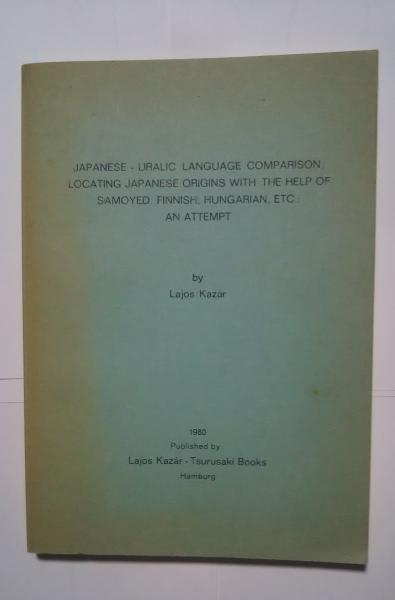 JAPANESE - URALIC LANGUAGE COMPARISON:
LOCATING JAPANESE ORIGINS WITH THE HELP OF
SAMOYED, FINNISH, HUNGARIAN, ETC.:
AN ATTEMPT
by
Lajos Kazár
1980
Published by
Lajos Kazár - Tsurusaki Books
Hamburg